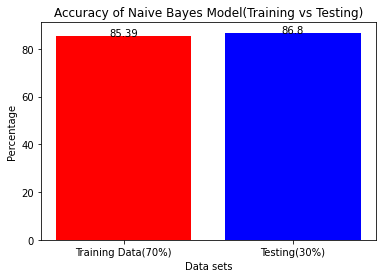 Accuracy of Naive Bayes Model(Training vs Testing)
85.39
86.8
80
60
40
20
0
Percentage
Training Data(70%)
Testing(30%)
Data sets